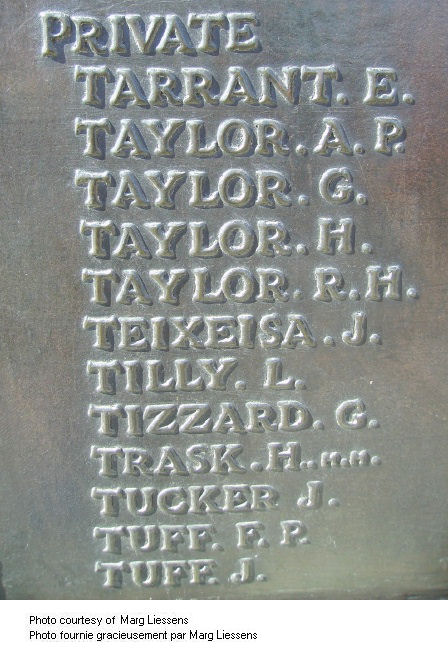 PRIVATE
TARRANT. E.
TAYLOR. A. P.
TAYLOR. G.
TAYLOR. H.
TAYLOR. R. H.
TEIXEISA. J.
TILLY. L.
TIZZARD. G.
TRASK. H. M.M.
TUCKER J.
TUFF. F. P.
TUFF. J.
Photo courtesy of Marg Liessens
Photo fournie gracieusement par Marg Liessens